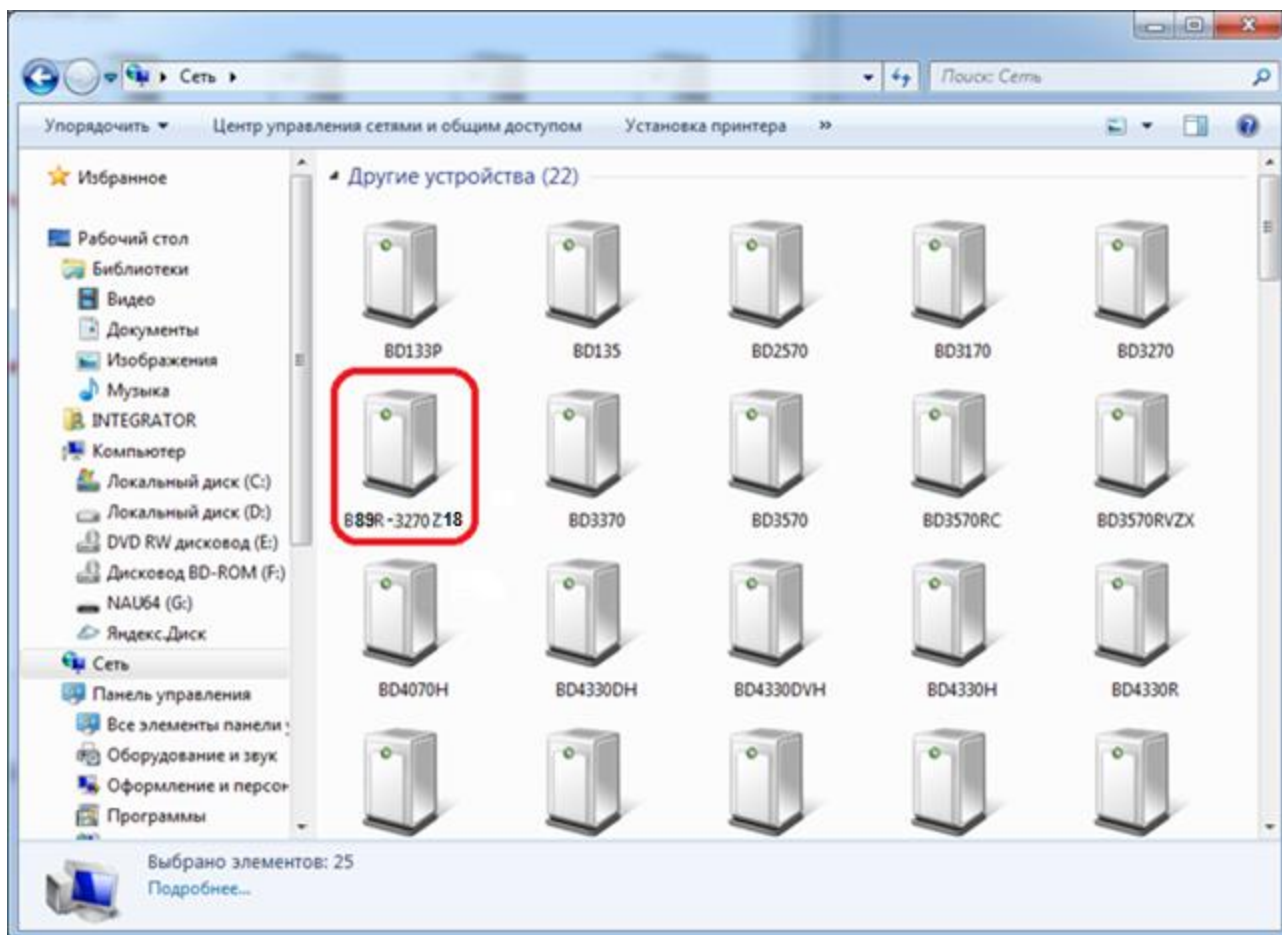 Сеть
Поиск: Сеть
Упорядочить
Центр управления сетями и общим доступом
Установка принтера
»
Избранное
Рабочий стол
Библиотеки
Видео
Документы
Изображения
Музыка
INTEGRATOR
Компьютер
Локальный диск (C:)
Локальный диск (D:)
DVD RW дисковод (E:)
Дисковод BD-ROM (F:)
NAU64 (G:)
Яндекс.Диск
Сеть
Панель управления
Все элементы панели
Оборудование и звук
Оформление и персон
Программы
Другие устройства (22)
BD133P
BD135
BD2570
BD3170
BD3270
B89R-3270Z18
BD3370
BD3570
BD3570RC
BD3570RVZX
BD4070H
BD4330DH
BD4330DVH
BD4330H
BD4330R
Выбрано элементов: 25
Подробнее...